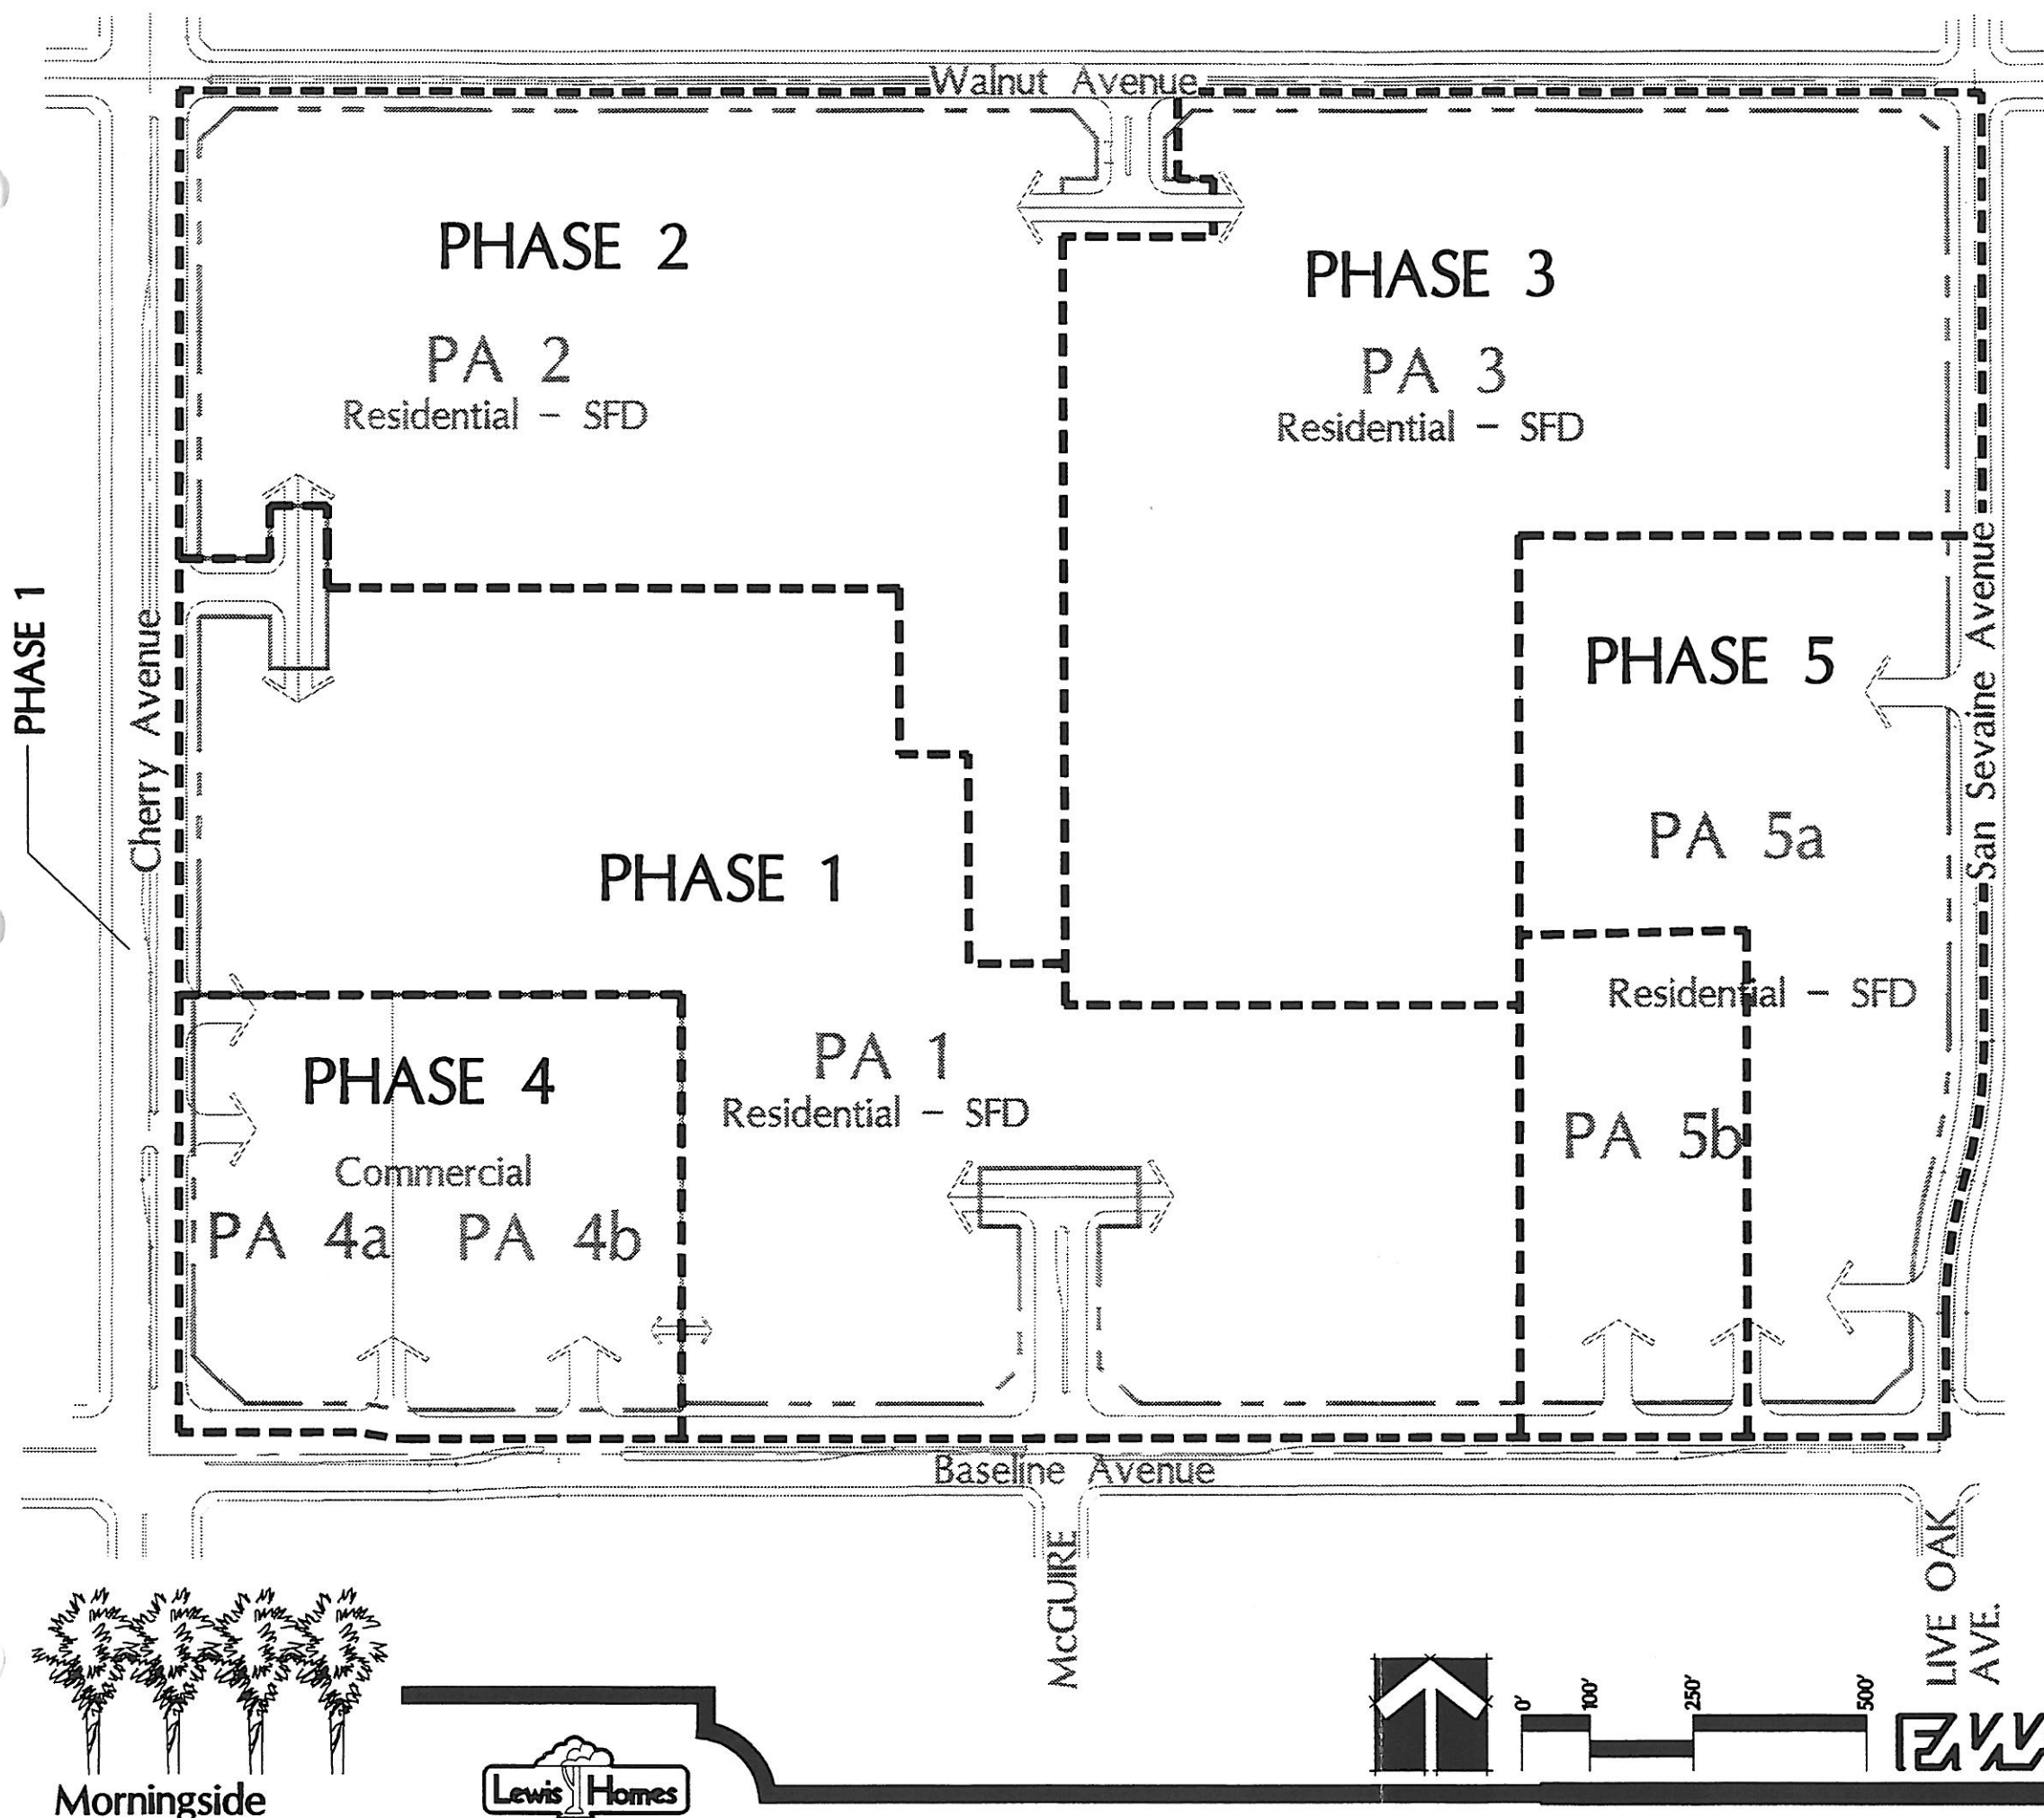 Walnut Avenue
PHASE 2
PA 2
Residential – SFD
PHASE 3
PA 3
Residential – SFD
PHASE 1
Cherry Avenue
San Sevaine Avenue
PHASE 5
PA 5a
Residential – SFD
PA 5b
PHASE 1
PA 1
Residential – SFD
PHASE 4
Commercial
PA 4a
PA 4b
Baseline Avenue
McGUIRE
LIVE OAK
AVE.
0'
100'
250'
500'
Morningside
Lewis Homes